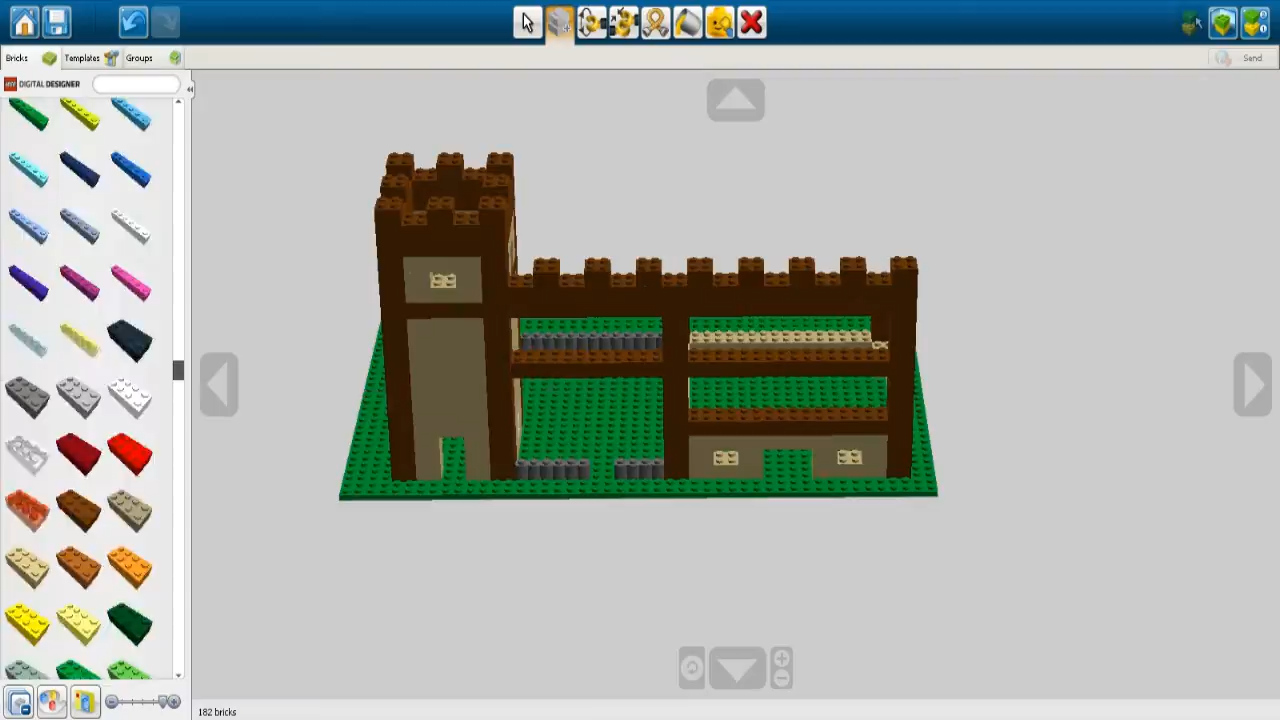 Bricks
Templates
Groups
Send
DIGITAL DESIGNER
182 bricks